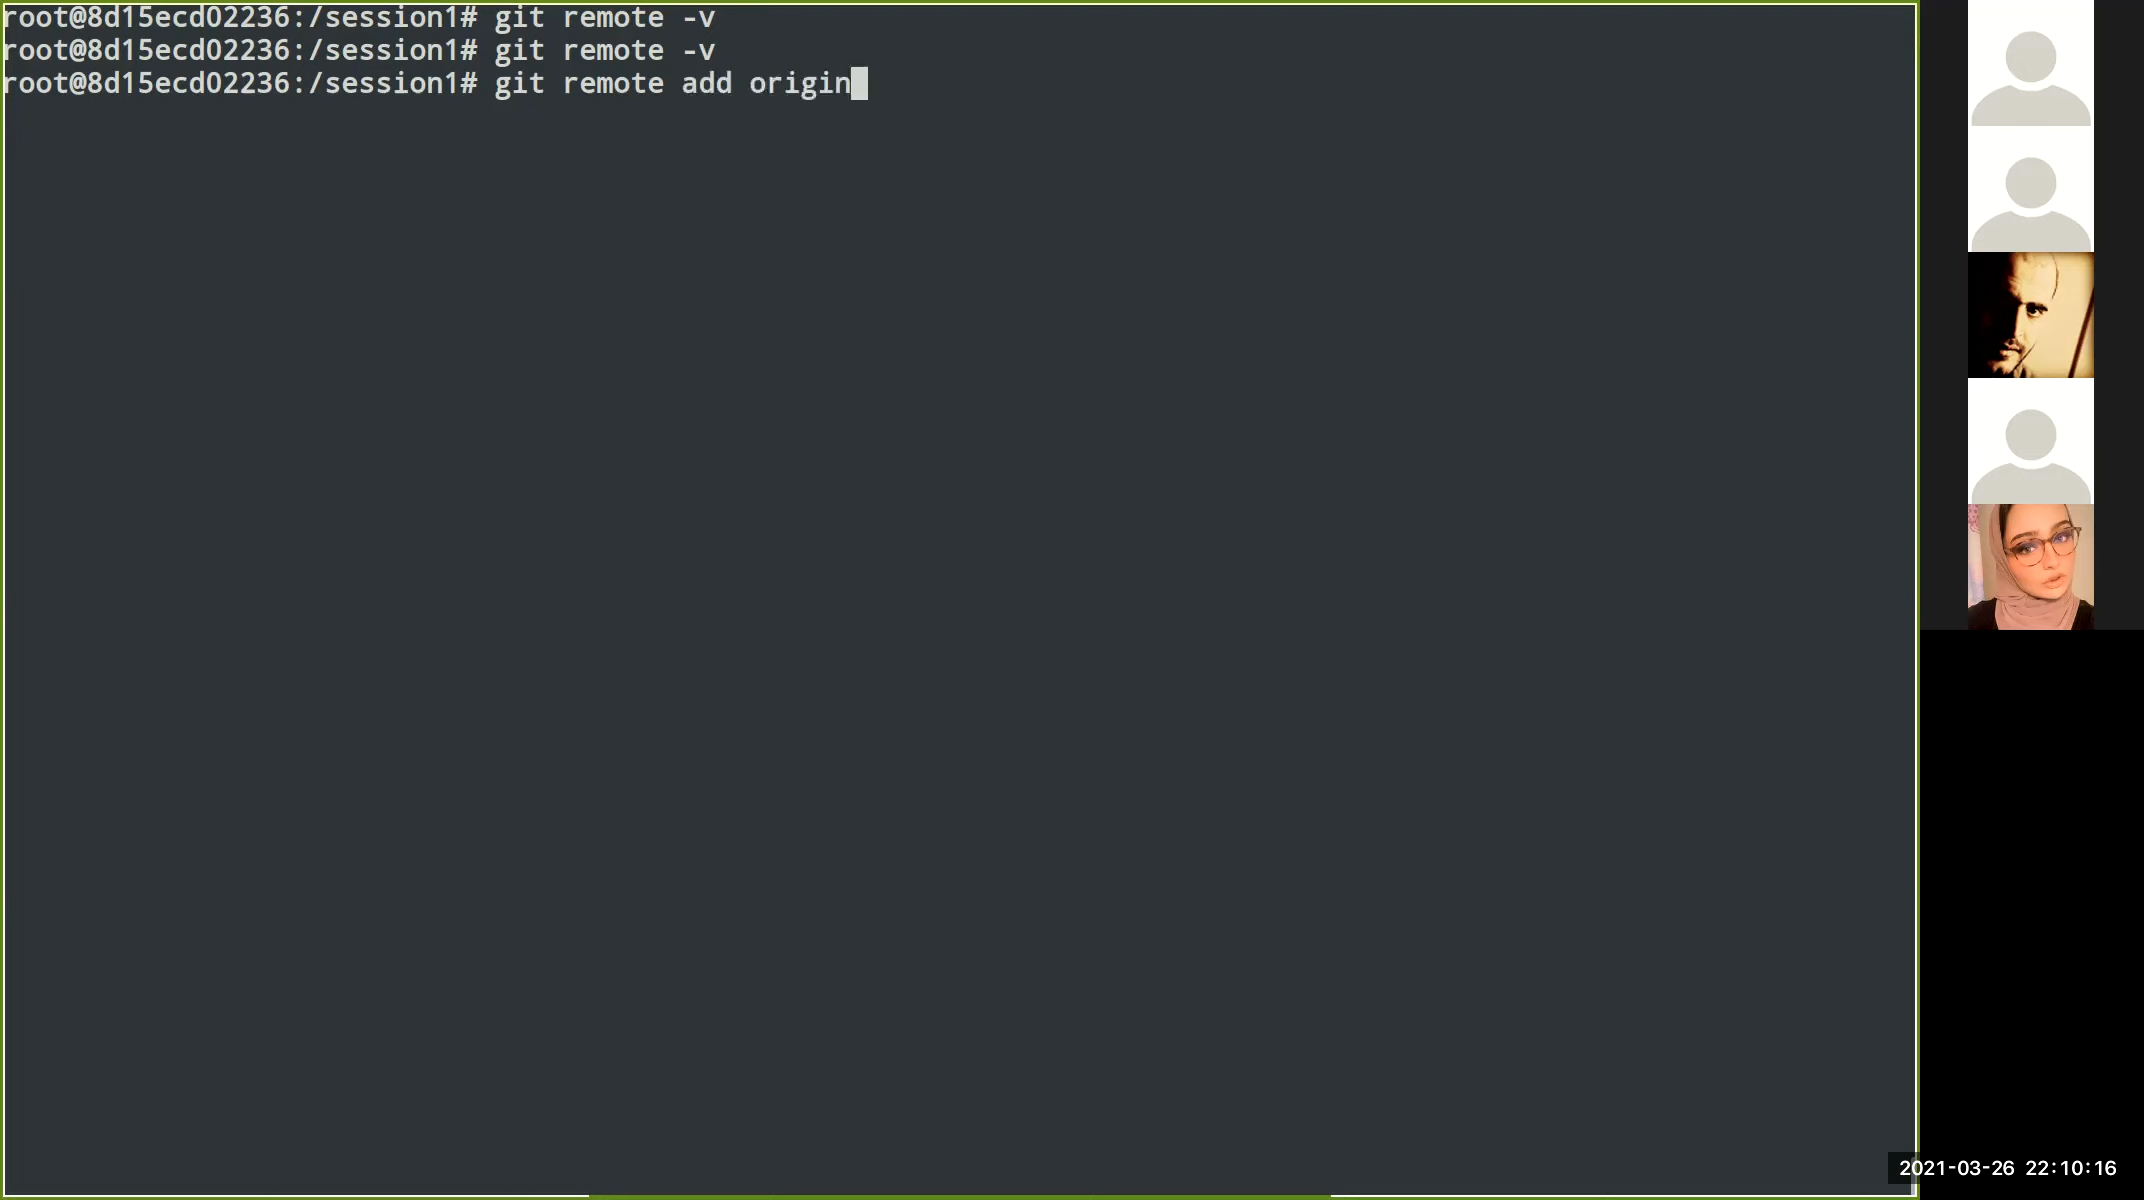 root@8d15ecd02236:/session1# git remote -v
root@8d15ecd02236:/session1# git remote -v
root@8d15ecd02236:/session1# git remote add origin
2021-03-26 22:10:16